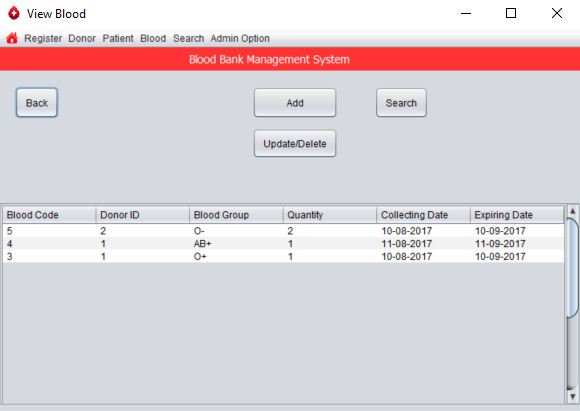 View Blood
Register Donor Patient Blood Search Admin Option
Blood Bank Management System
Back Add Search
Update/Delete
Blood Code Donor ID Blood Group Quantity Collecting Date Expiring Date
5 2 O- 2 10-08-2017 10-09-2017
4 1 AB+ 1 11-08-2017 11-09-2017
3 1 O+ 1 10-08-2017 10-09-2017